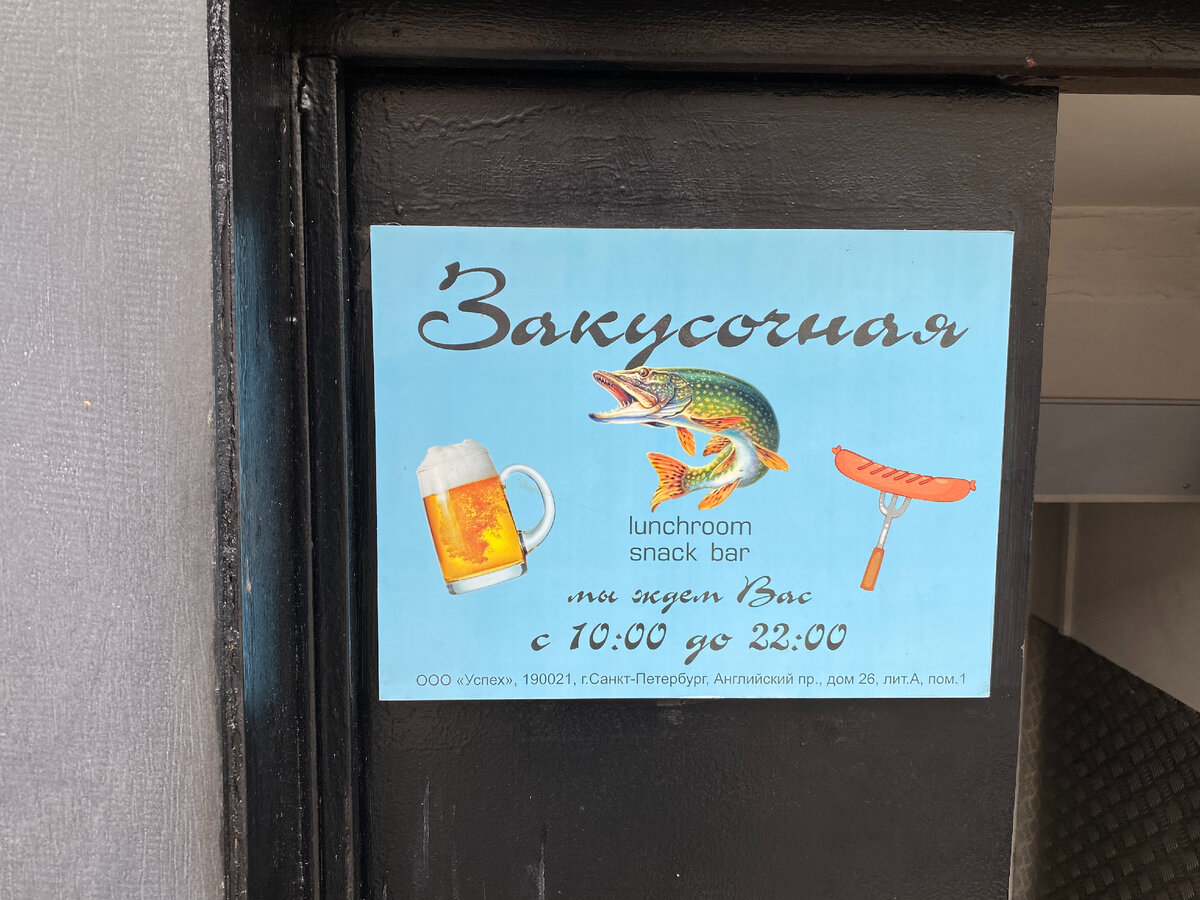 Закусочная
lunchroom
snack bar
мы ждем Вас
с 10:00 до 22:00
ООО «Успех», 190021, г.Санкт-Петербург, Английский пр., дом 26, лит.А, пом.1